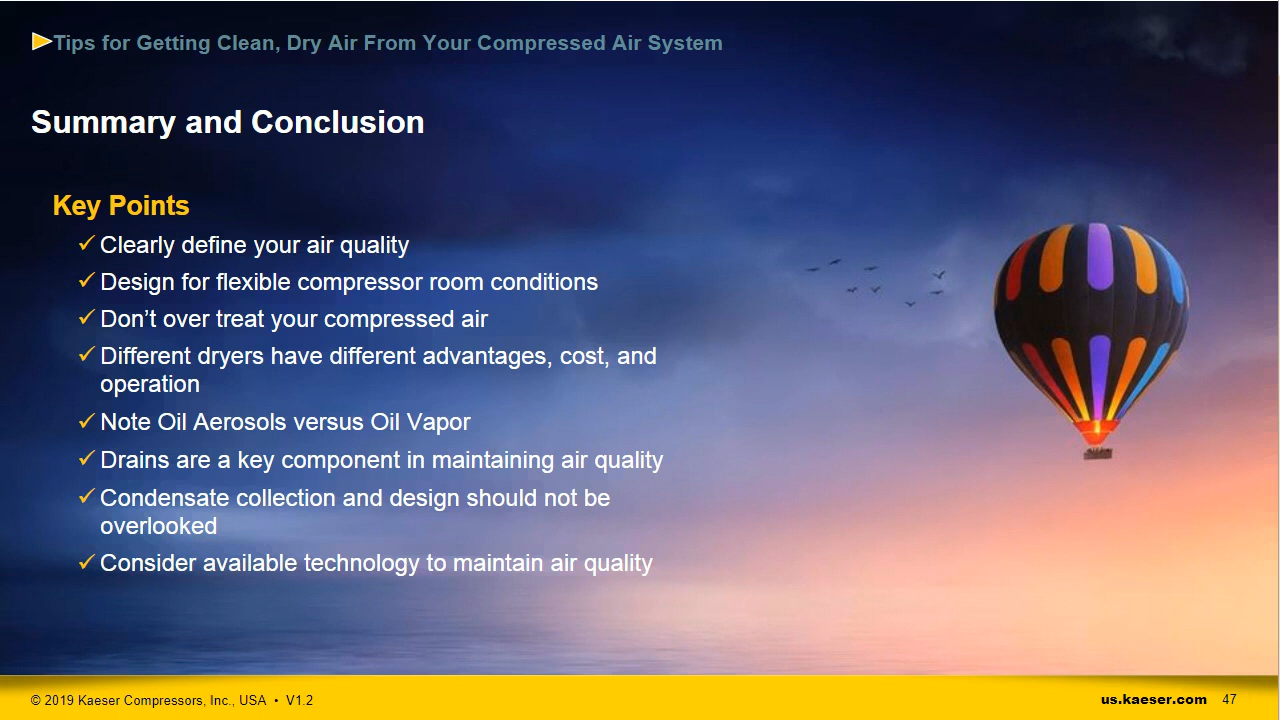 Tips for Getting Clean, Dry Air From Your Compressed Air System
Summary and Conclusion
Key Points
✓ Clearly define your air quality
✓ Design for flexible compressor room conditions
✓ Don’t over treat your compressed air
✓ Different dryers have different advantages, cost, and
operation
✓ Note Oil Aerosols versus Oil Vapor
✓ Drains are a key component in maintaining air quality
✓ Condensate collection and design should not be
overlooked
✓ Consider available technology to maintain air quality
© 2019 Kaeser Compressors, Inc., USA • V1.2
us.kaeser.com 47